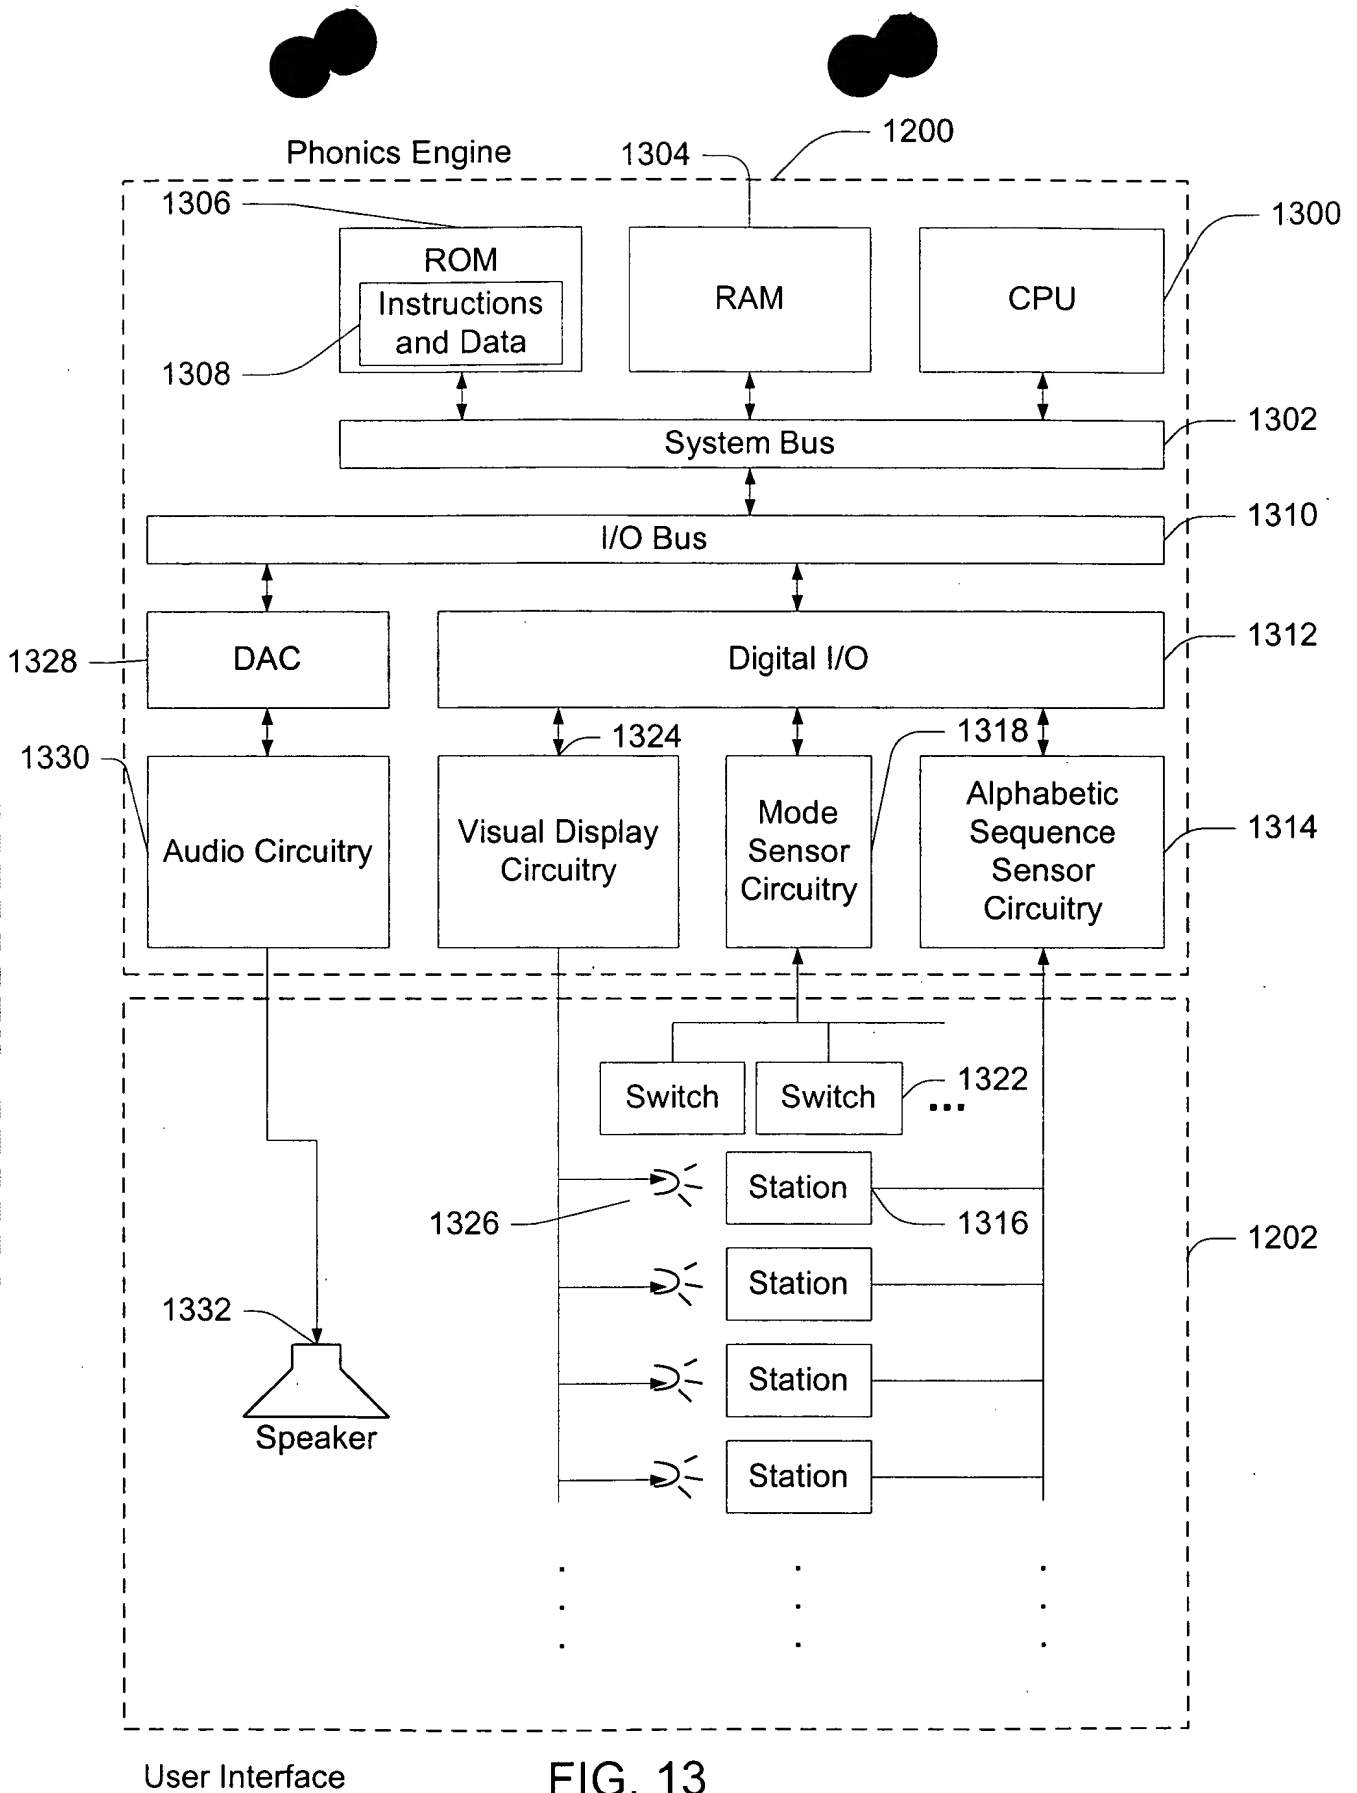 Phonics Engine
1200
1304
1306
1300
ROM
Instructions
and Data
RAM
CPU
1308
1302
System Bus
1310
I/O Bus
1312
1328
DAC
Digital I/O
1324
1318
1330
Audio Circuitry
Visual Display
Circuitry
Mode
Sensor
Circuitry
Alphabetic
Sequence
Sensor
Circuitry
1314
Switch
Switch
1322
...
1326
Station
1316
1202
Station
1332
Station
Speaker
Station
User Interface
FIG. 13